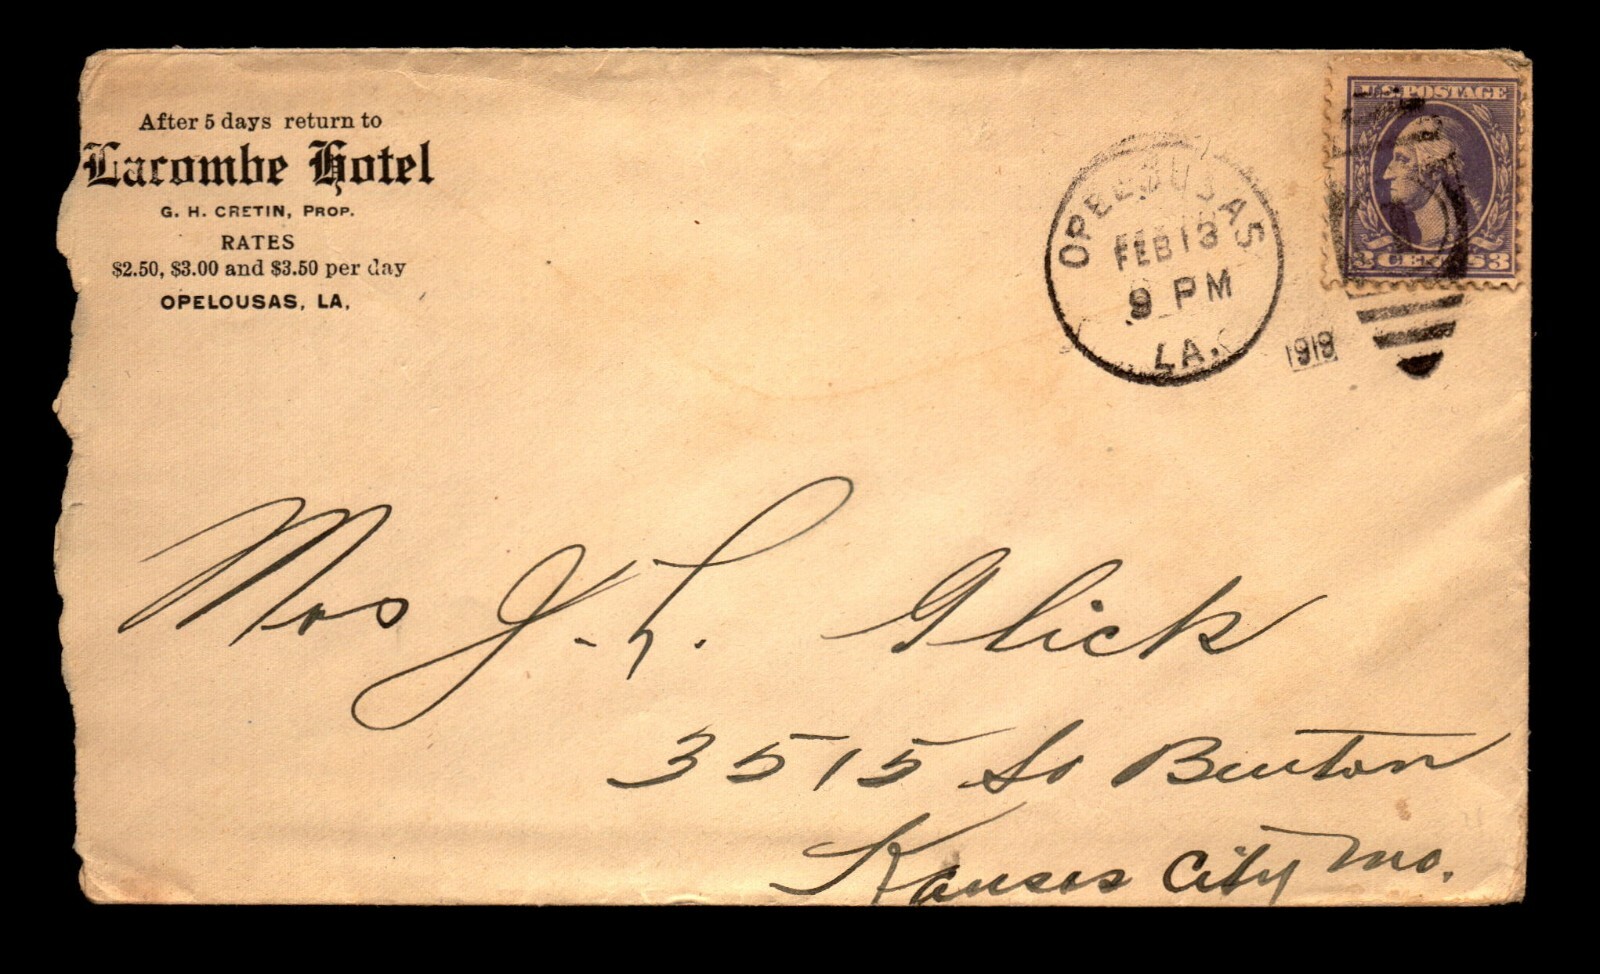 After 5 days return to
Lacombe Hotel
G. H. CRETIN, PROP.
RATES
$2.50, $3.00 and $3.50 per day
OPELOUSAS, LA,
OPELOUSAS
FEB 13
9 PM
LA.
1919
U.S. POSTAGE
3 CENTS 3
Mrs J. L. Glick
3515 So Benton
Kansas City Mo.